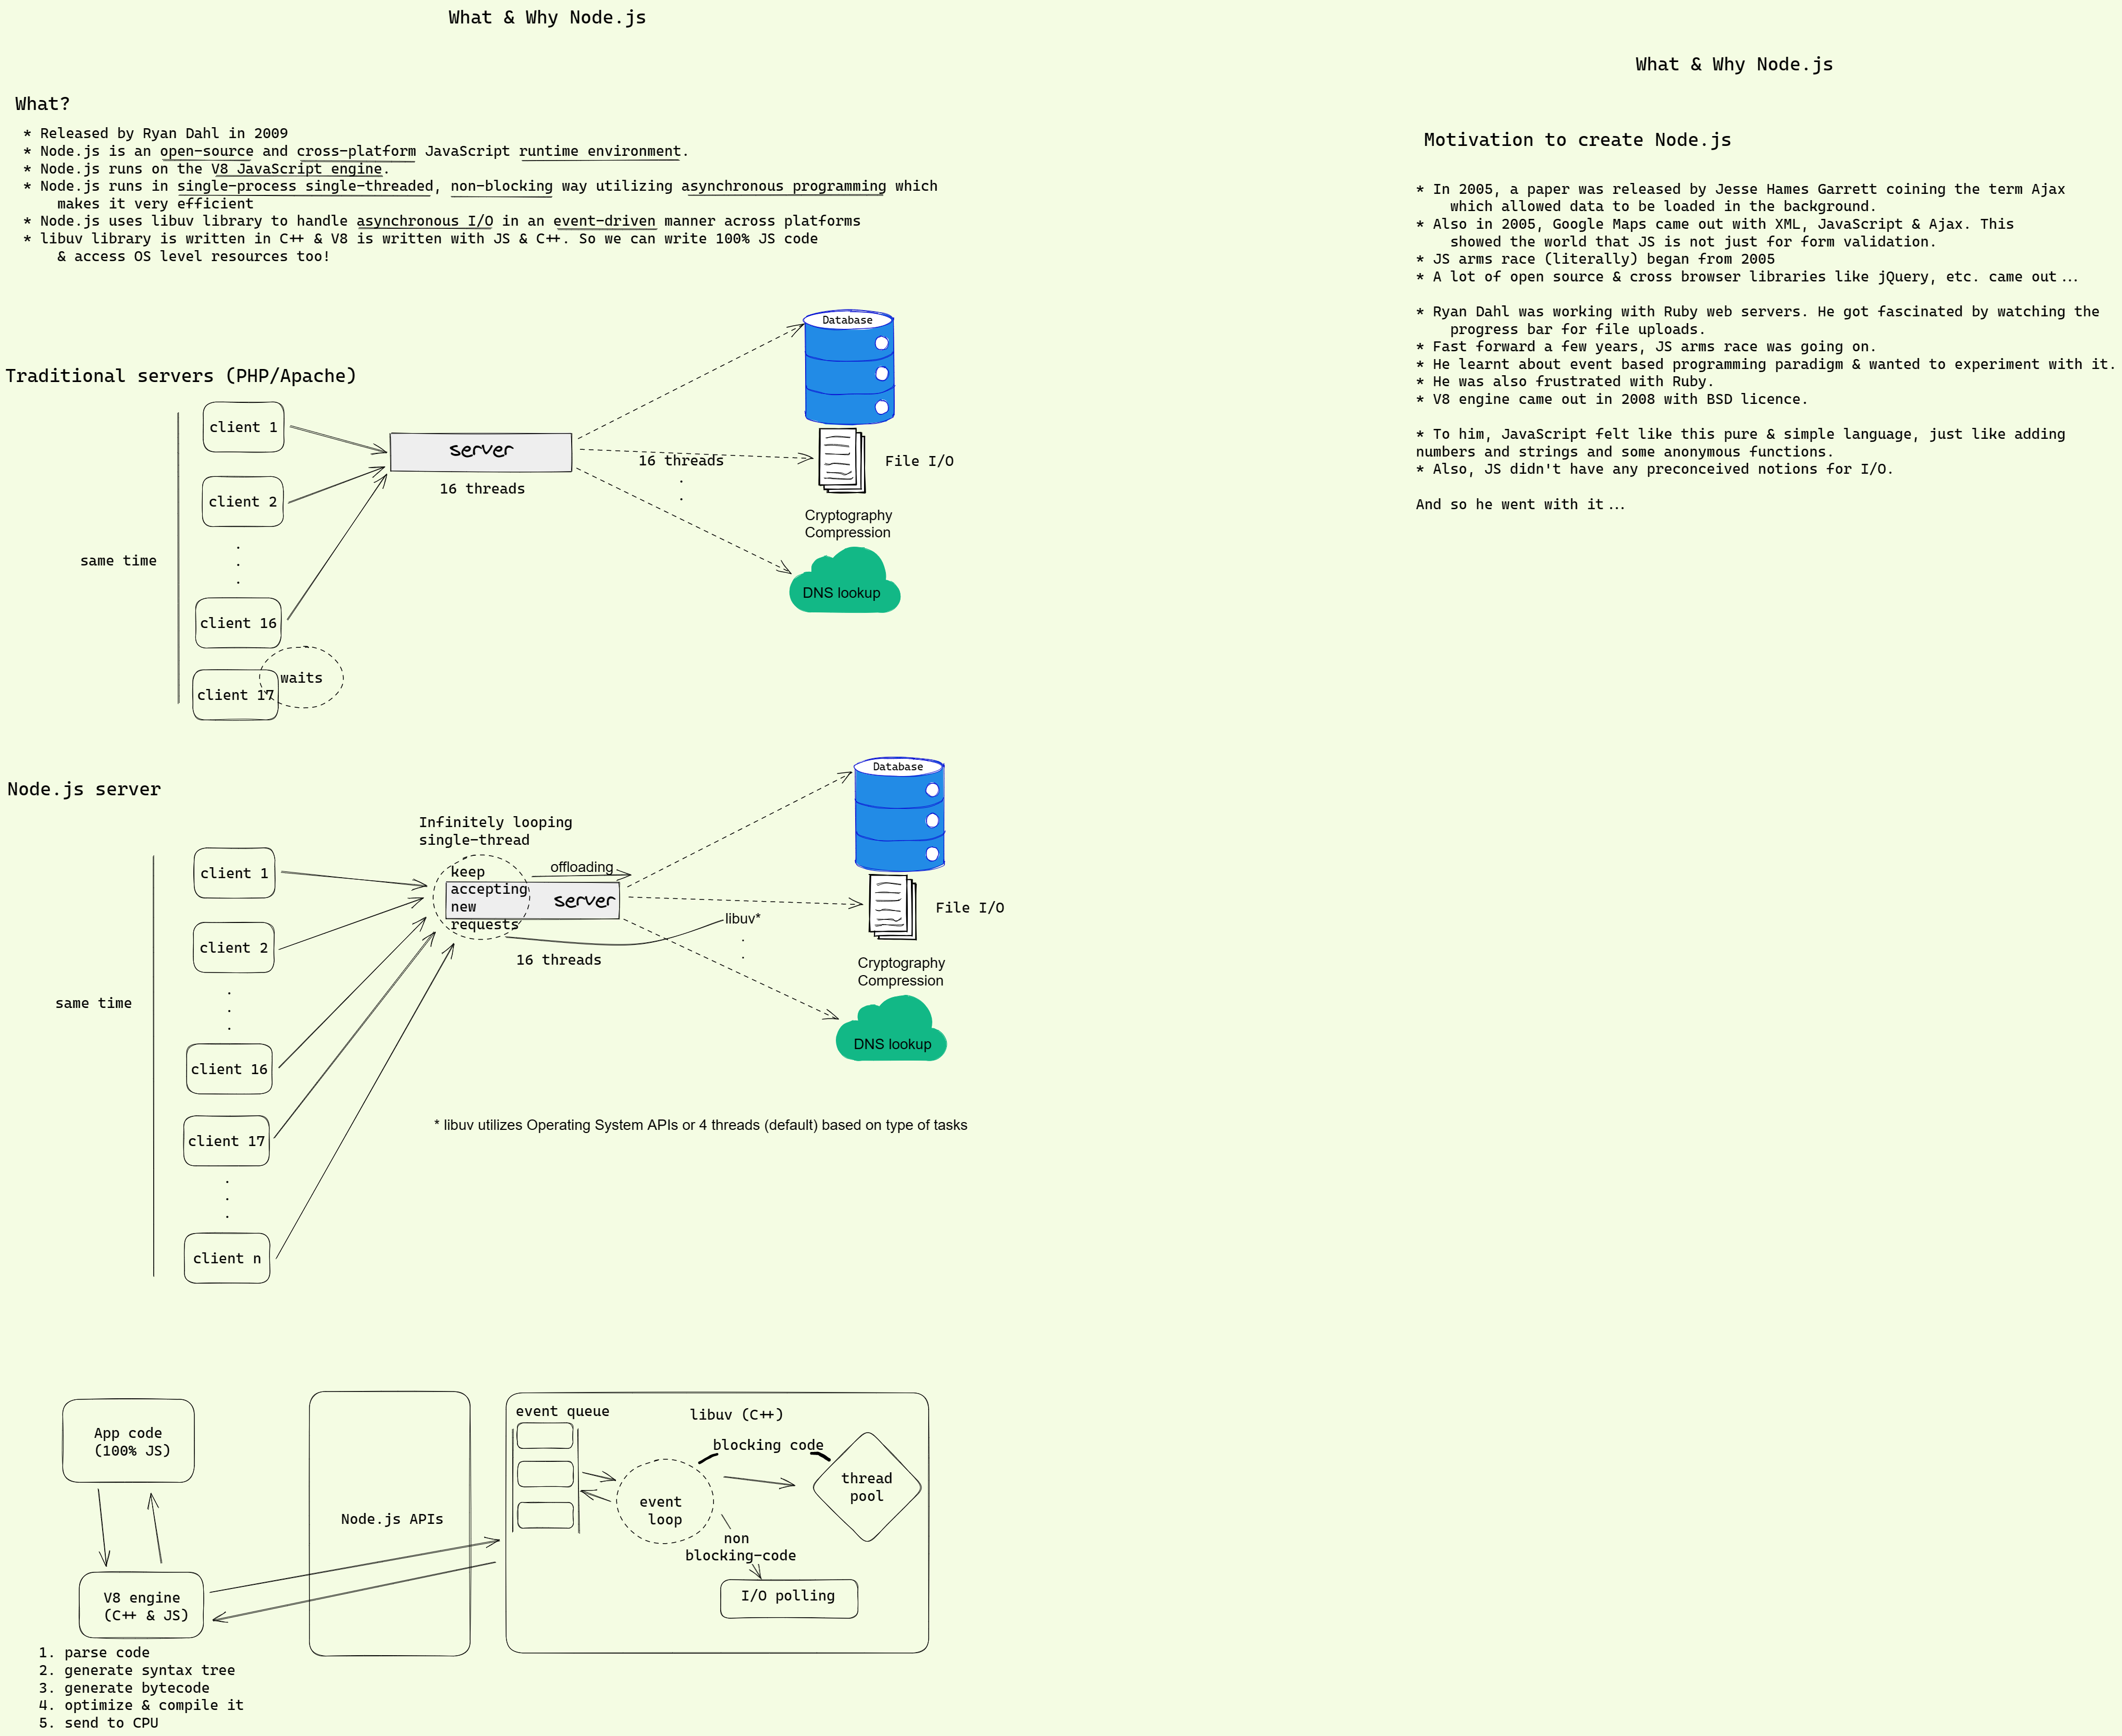 What & Why Node.js
What?
* Released by Ryan Dahl in 2009
* Node.js is an open-source and cross-platform JavaScript runtime environment.
* Node.js runs on the V8 JavaScript engine.
* Node.js runs in single-process single-threaded, non-blocking way utilizing asynchronous programming which
makes it very efficient
* Node.js uses libuv library to handle asynchronous I/O in an event-driven manner across platforms
* libuv library is written in C++ & V8 is written with JS & C++. So we can write 100% JS code
& access OS level resources too!
Traditional servers (PHP/Apache)
same time
client 1
client 2
.
.
.
client 16
client 17
waits
server
16 threads
16 threads
.
.
Database
File I/O
Cryptography
Compression
DNS lookup
Node.js server
same time
client 1
client 2
.
.
.
client 16
client 17
.
.
.
client n
Infinitely looping
single-thread
keep
accepting
new
requests
offloading
server
libuv*
.
.
16 threads
Database
File I/O
Cryptography
Compression
DNS lookup
* libuv utilizes Operating System APIs or 4 threads (default) based on type of tasks
App code
(100% JS)
V8 engine
(C++ & JS)
1. parse code
2. generate syntax tree
3. generate bytecode
4. optimize & compile it
5. send to CPU
Node.js APIs
event queue
libuv (C++)
blocking code
event
loop
thread
pool
non
blocking-code
I/O polling
What & Why Node.js
Motivation to create Node.js
* In 2005, a paper was released by Jesse Hames Garrett coining the term Ajax
which allowed data to be loaded in the background.
* Also in 2005, Google Maps came out with XML, JavaScript & Ajax. This
showed the world that JS is not just for form validation.
* JS arms race (literally) began from 2005
* A lot of open source & cross browser libraries like jQuery, etc. came out...
* Ryan Dahl was working with Ruby web servers. He got fascinated by watching the
progress bar for file uploads.
* Fast forward a few years, JS arms race was going on.
* He learnt about event based programming paradigm & wanted to experiment with it.
* He was also frustrated with Ruby.
* V8 engine came out in 2008 with BSD licence.
* To him, JavaScript felt like this pure & simple language, just like adding
numbers and strings and some anonymous functions.
* Also, JS didn't have any preconceived notions for I/O.
And so he went with it...